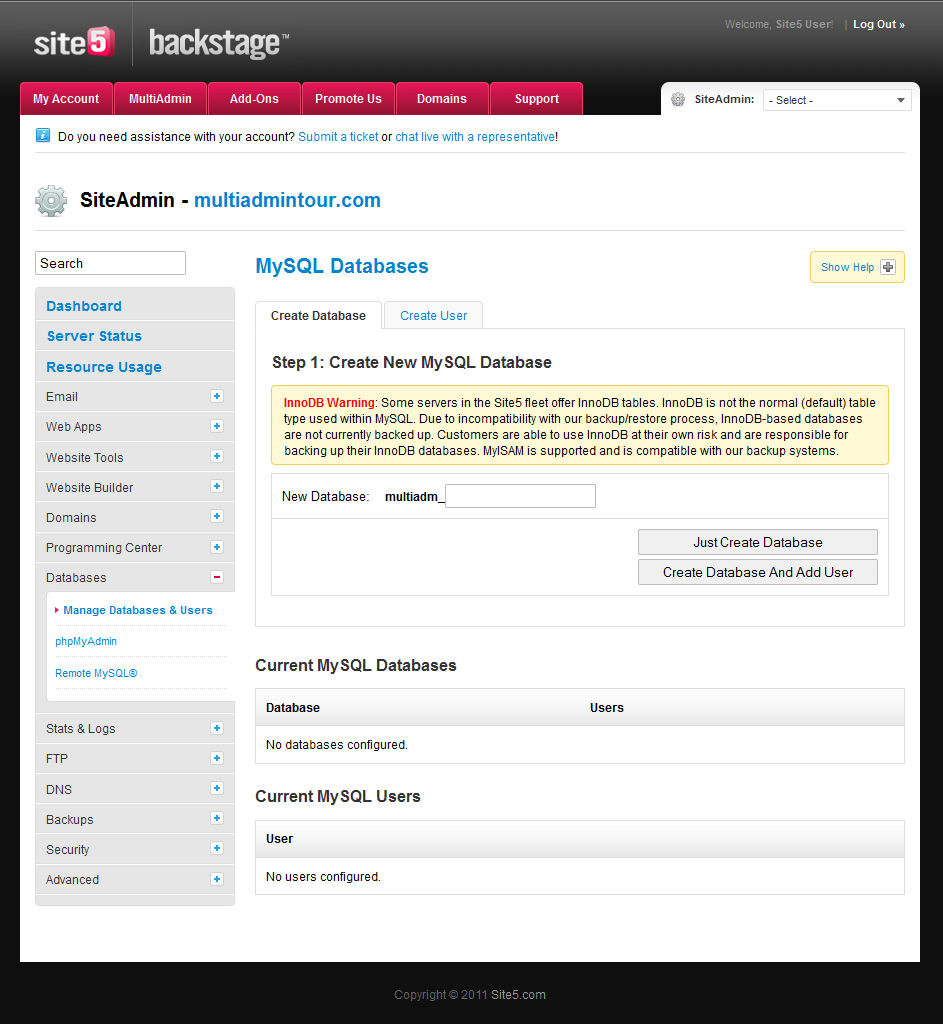 site5 backstage™
Welcome, Site5 User! | Log Out »
My Account MultiAdmin Add-Ons Promote Us Domains Support
SiteAdmin: - Select -
Do you need assistance with your account? Submit a ticket or chat live with a representative!
SiteAdmin - multiadmintour.com
Search
Dashboard
Server Status
Resource Usage
Email
Web Apps
Website Tools
Website Builder
Domains
Programming Center
Databases
Manage Databases & Users
phpMyAdmin
Remote MySQL®
Stats & Logs
FTP
DNS
Backups
Security
Advanced
MySQL Databases
Show Help
Create Database Create User
Step 1: Create New MySQL Database
InnoDB Warning: Some servers in the Site5 fleet offer InnoDB tables. InnoDB is not the normal (default) table
type used within MySQL. Due to incompatibility with our backup/restore process, InnoDB-based databases
are not currently backed up. Customers are able to use InnoDB at their own risk and are responsible for
backing up their InnoDB databases. MyISAM is supported and is compatible with our backup systems.
New Database: multiadm_
Just Create Database
Create Database And Add User
Current MySQL Databases
Database Users
No databases configured.
Current MySQL Users
User
No users configured.
Copyright © 2011 Site5.com